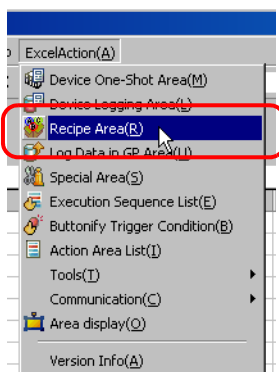 ExcelAction(A)
Device One-Shot Area(M)
Device Logging Area(L)
Recipe Area(R)
Log Data in GP Area(U)
Special Area(S)
Execution Sequence List(E)
Buttonify Trigger Condition(B)
Action Area List(I)
Tools(T)
Communication(C)
Area display(O)
Version Info(A)